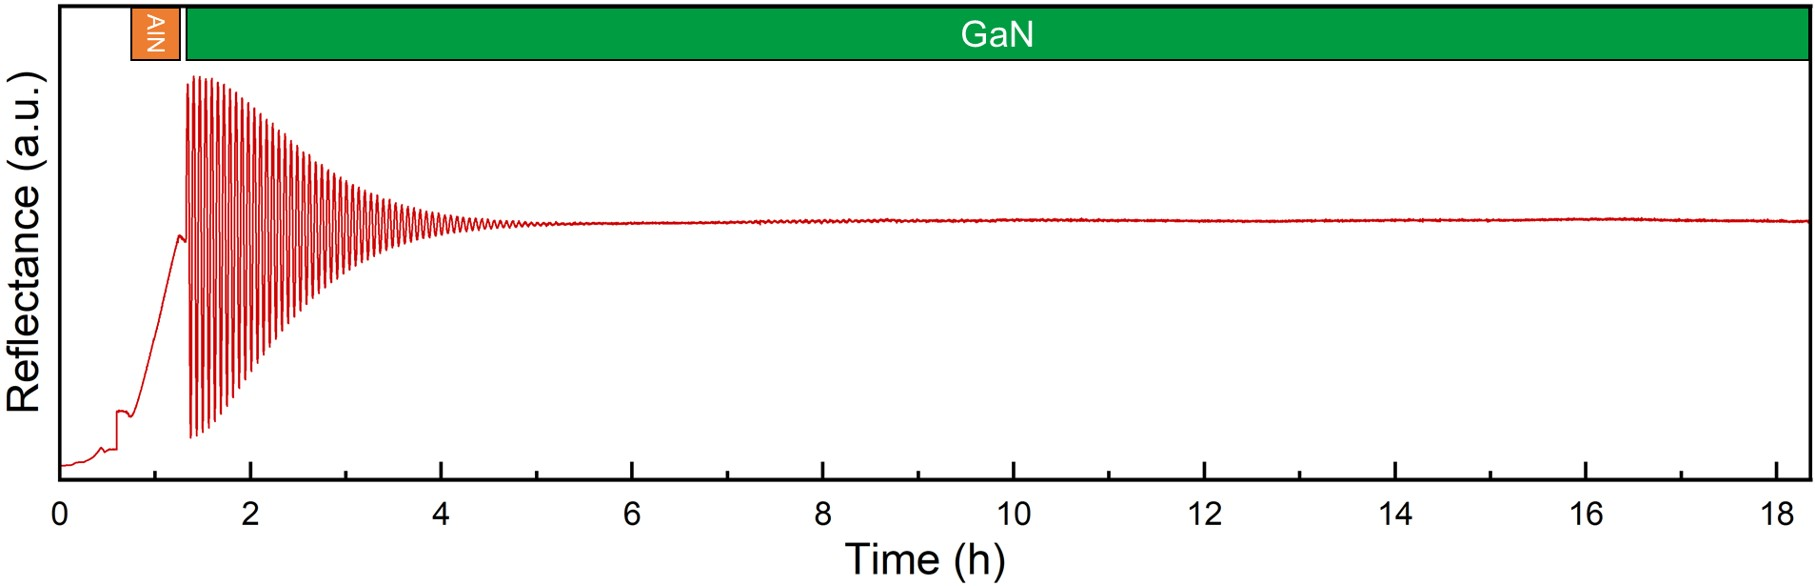 AlN
GaN
Reflectance (a.u.)
0 2 4 6 8 10 12 14 16 18
Time (h)